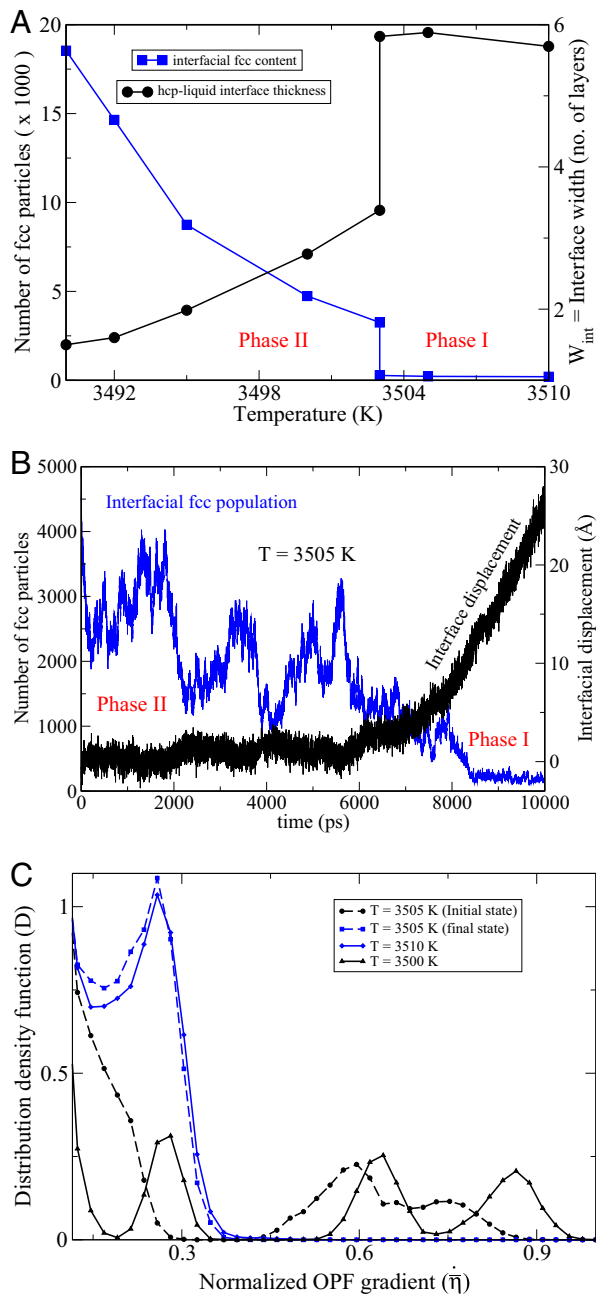 A
Number of fcc particles ( x 1000)
20
15
10
5
0
interfacial fcc content
hcp-liquid interface thickness
Phase II
Phase I
6
4
2
W_int = Interface width (no. of layers)
3492
3498
3504
3510
Temperature (K)
B
Number of fcc particles
5000
4000
3000
2000
1000
0
Interfacial fcc population
T = 3505 K
Interface displacement
Phase II
Phase I
30
20
10
0
Interfacial displacement (Å)
0
2000
4000
6000
8000
10000
time (ps)
C
Distribution density function (D)
1
0.5
0
T = 3505 K (Initial state)
T = 3505 K (final state)
T = 3510 K
T = 3500 K
0.3
0.6
0.9
Normalized OPF gradient (η̄̇)